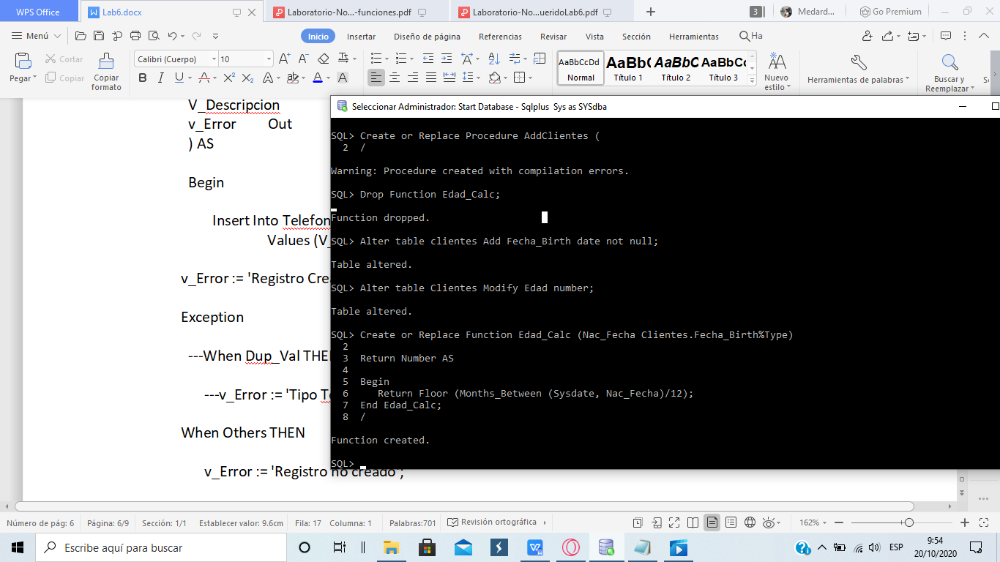 WPS Office
Lab6.docx
Laboratorio-No...-funciones.pdf
Laboratorio-No...ueridoLab6.pdf
3
Medard...
Go Premium
Menú
Inicio
Insertar
Diseño de página
Referencias
Revisar
Vista
Sección
Herramientas
Ha
Pegar
Cortar
Copiar
Copiar formato
Calibri (Cuerpo)
10
AaBbCcDd
Normal
AaBb(
Título 1
AaBbC
Título 2
AaBbCc
Título 3
Nuevo estilo
Herramientas de palabras
Buscar y Reemplazar
V_Descripcion
v_Error Out
) AS
Begin
Insert Into Telefon
Values (V_
v_Error := 'Registro Crea
Exception
---When Dup_Val THE
---v_Error := 'Tipo Te
When Others THEN
v_Error := 'Registro no creado';
Seleccionar Administrador: Start Database - Sqlplus Sys as SYSdba
SQL> Create or Replace Procedure AddClientes (
2 /
Warning: Procedure created with compilation errors.
SQL> Drop Function Edad_Calc;
Function dropped.
SQL> Alter table clientes Add Fecha_Birth date not null;
Table altered.
SQL> Alter table Clientes Modify Edad number;
Table altered.
SQL> Create or Replace Function Edad_Calc (Nac_Fecha Clientes.Fecha_Birth%Type)
2
3 Return Number AS
4
5 Begin
6 Return Floor (Months_Between (Sysdate, Nac_Fecha)/12);
7 End Edad_Calc;
8 /
Function created.
SQL>
Número de pág: 6
Página: 6/9
Sección: 1/1
Establecer valor: 9.6cm
Fila: 17
Columna: 1
Palabras:701
Revisión ortográfica
162%
Escribe aquí para buscar
ESP
9:54
20/10/2020